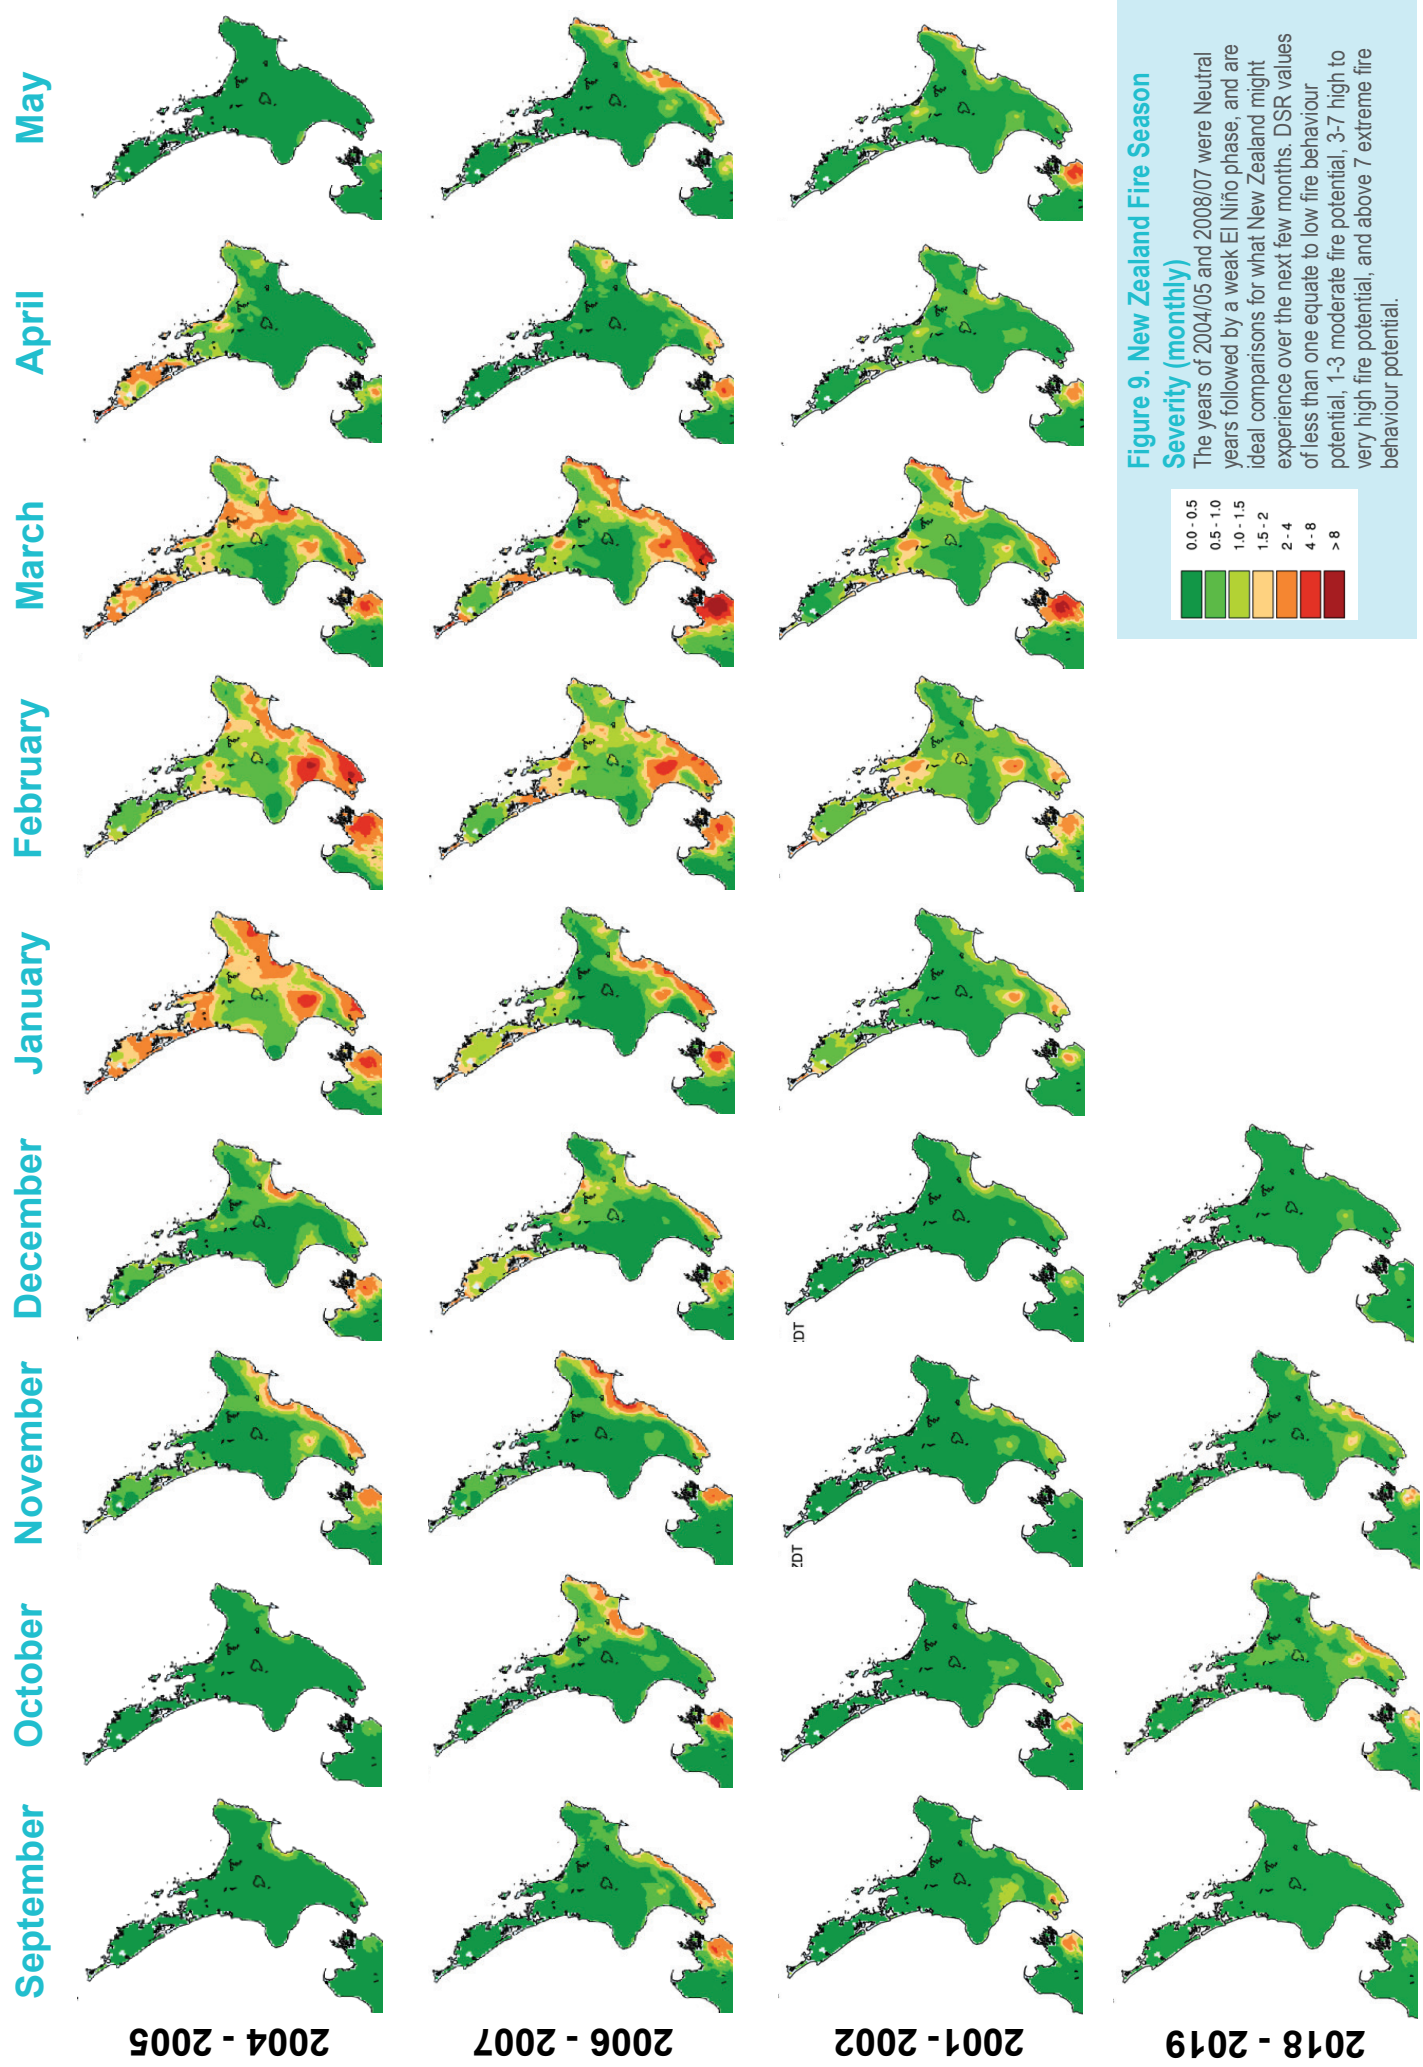 September
October
November
December
January
February
March
April
May
2004 - 2005
2006 - 2007
2001 - 2002
ZDT
ZDT
2018 - 2019
0.0 - 0.5
0.5 - 1.0
1.0 - 1.5
1.5 - 2
2 - 4
4 - 8
> 8
Figure 9. New Zealand Fire Season
Severity (monthly)
The years of 2004/05 and 2008/07 were Neutral
years followed by a weak El Niño phase, and are
ideal comparisons for what New Zealand might
experience over the next few months. DSR values
of less than one equate to low fire behaviour
potential, 1-3 moderate fire potential, 3-7 high to
very high fire potential, and above 7 extreme fire
behaviour potential.